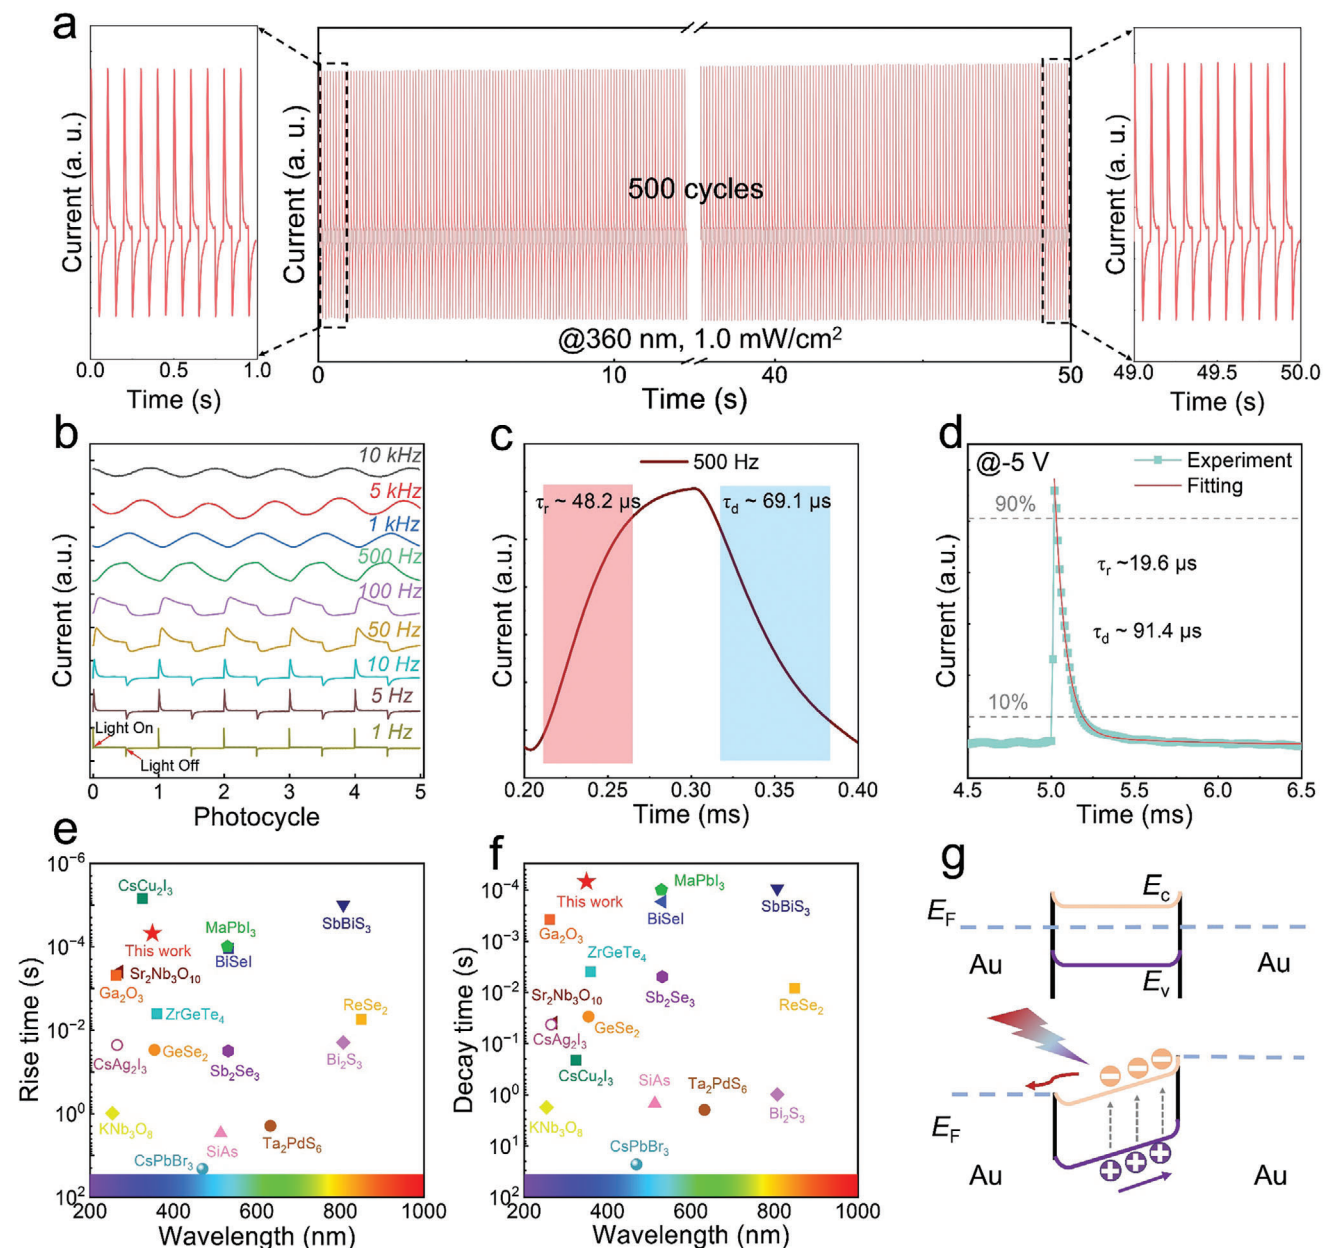 a
Current (a. u.)
0.0 0.5 1.0
Time (s)
Current (a. u.)
500 cycles
@360 nm, 1.0 mW/cm²
0 10 40 50
Time (s)
Current (a. u.)
49.0 49.5 50.0
Time (s)
b
Current (a.u.)
10 kHz
5 kHz
1 kHz
500 Hz
100 Hz
50 Hz
10 Hz
5 Hz
1 Hz
Light On
Light Off
0 1 2 3 4 5
Photocycle
c
Current (a.u.)
500 Hz
τr ~ 48.2 μs
τd ~ 69.1 μs
0.20 0.25 0.30 0.35 0.40
Time (ms)
d
Current (a.u.)
@-5 V
Experiment
Fitting
90%
τr ~19.6 μs
τd ~ 91.4 μs
10%
4.5 5.0 5.5 6.0 6.5
Time (ms)
e
Rise time (s)
10⁻⁶
10⁻⁴
10⁻²
10⁰
10²
CsCu₂I₃
This work
MaPbI₃
BiSeI
SbBiS₃
Sr₂Nb₃O₁₀
Ga₂O₃
ZrGeTe₄
ReSe₂
CsAg₂I₃
GeSe₂
Sb₂Se₃
Bi₂S₃
KNb₃O₈
SiAs
Ta₂PdS₆
CsPbBr₃
200 400 600 800 1000
Wavelength (nm)
f
Decay time (s)
10⁻⁴
10⁻³
10⁻²
10⁻¹
10⁰
10¹
10²
This work
MaPbI₃
BiSeI
SbBiS₃
Ga₂O₃
ZrGeTe₄
Sb₂Se₃
Sr₂Nb₃O₁₀
ReSe₂
GeSe₂
CsAg₂I₃
CsCu₂I₃
SiAs
Ta₂PdS₆
KNb₃O₈
Bi₂S₃
CsPbBr₃
200 400 600 800 1000
Wavelength (nm)
g
Ec
EF
Au Au
Ev
EF
Au Au